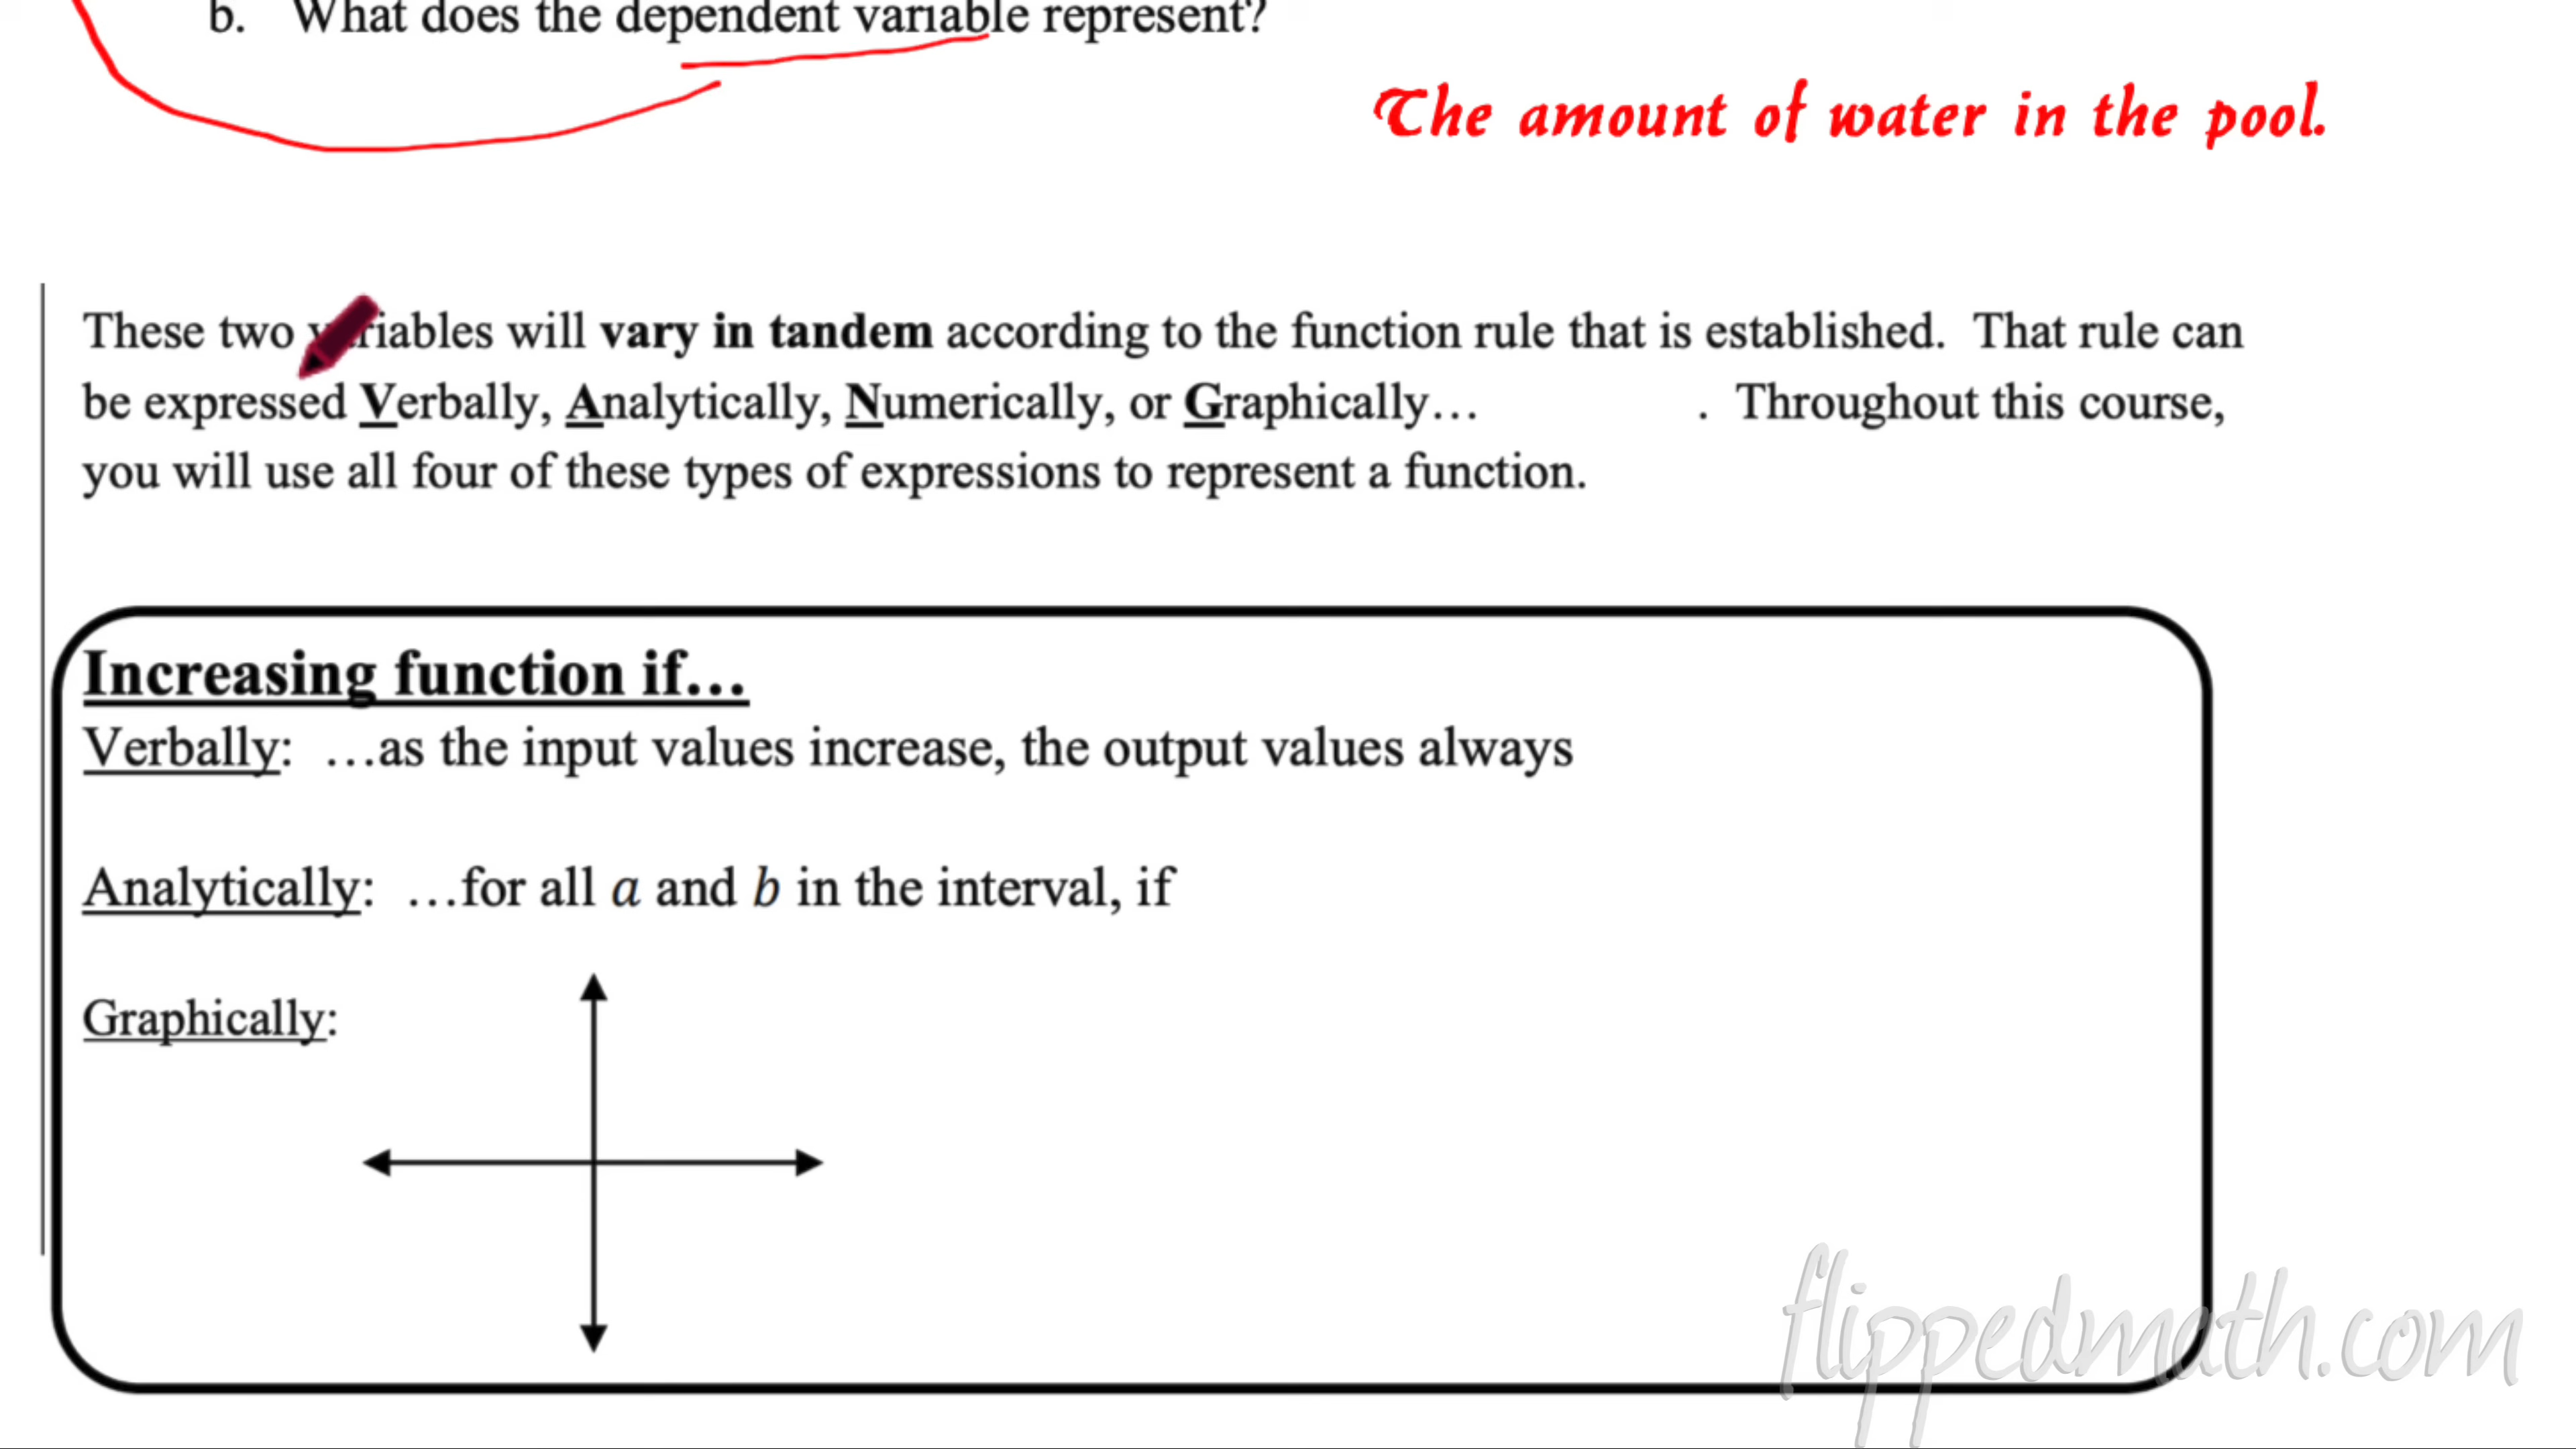 b. What does the dependent variable represent?
The amount of water in the pool.
These two variables will vary in tandem according to the function rule that is established. That rule can
be expressed Verbally, Analytically, Numerically, or Graphically… . Throughout this course,
you will use all four of these types of expressions to represent a function.
Increasing function if…
Verbally: …as the input values increase, the output values always
Analytically: …for all a and b in the interval, if
Graphically:
flippedmath.com